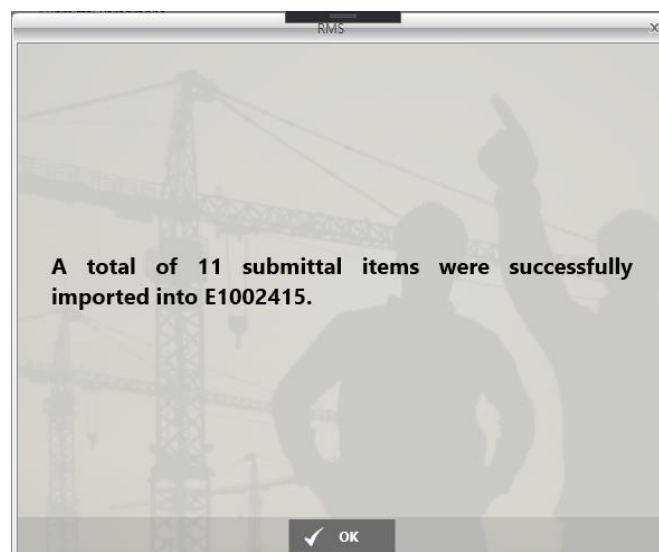 RMS
x
A total of 11 submittal items were successfully
imported into E1002415.
OK